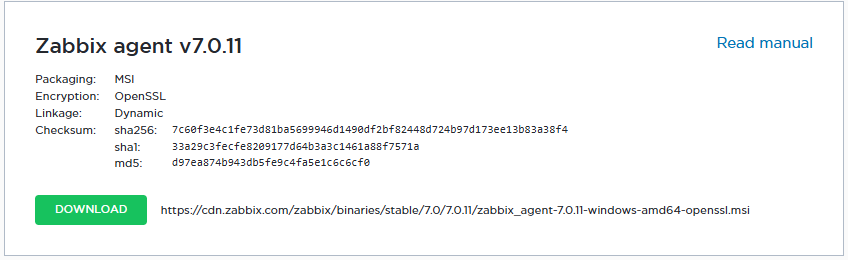 Zabbix agent v7.0.11
Read manual
Packaging: MSI
Encryption: OpenSSL
Linkage: Dynamic
Checksum: sha256: 7c60f3e4c1fe73d81ba5699946d1490df2bf82448d724b97d173ee13b83a38f4
sha1: 33a29c3fecfe8209177d64b3a3c1461a88f7571a
md5: d97ea874b943db5fe9c4fa5e1c6c6cf0
DOWNLOAD https://cdn.zabbix.com/zabbix/binaries/stable/7.0/7.0.11/zabbix_agent-7.0.11-windows-amd64-openssl.msi